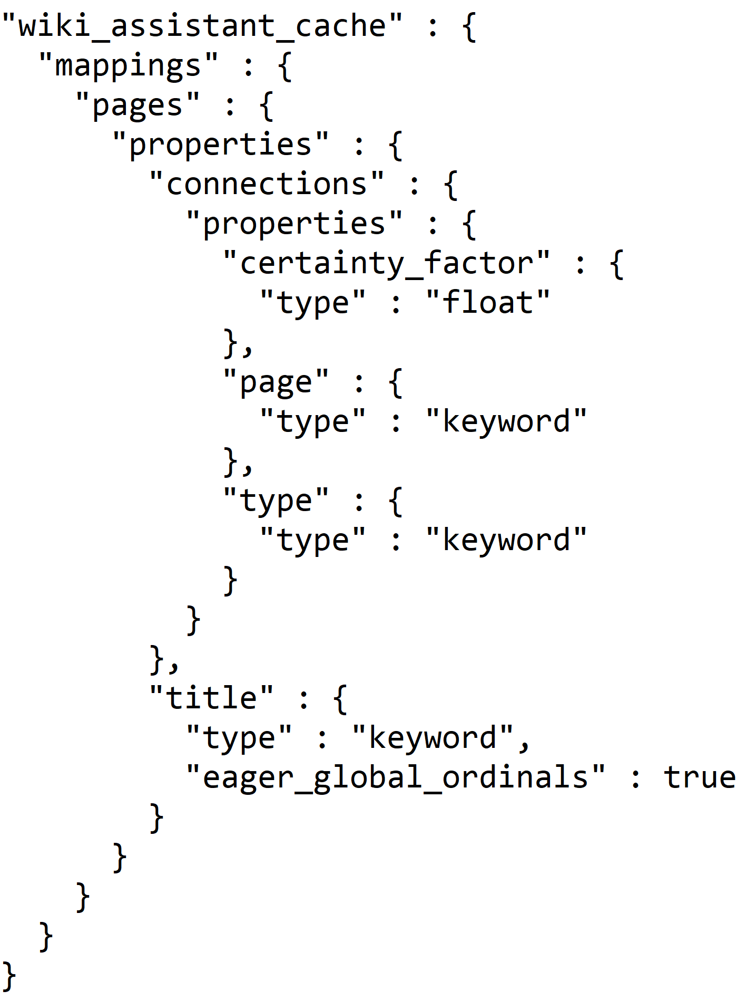 "wiki_assistant_cache" : {
  "mappings" : {
    "pages" : {
      "properties" : {
        "connections" : {
          "properties" : {
            "certainty_factor" : {
              "type" : "float"
            },
            "page" : {
              "type" : "keyword"
            },
            "type" : {
              "type" : "keyword"
            }
          }
        },
        "title" : {
          "type" : "keyword",
          "eager_global_ordinals" : true
        }
      }
    }
  }
}